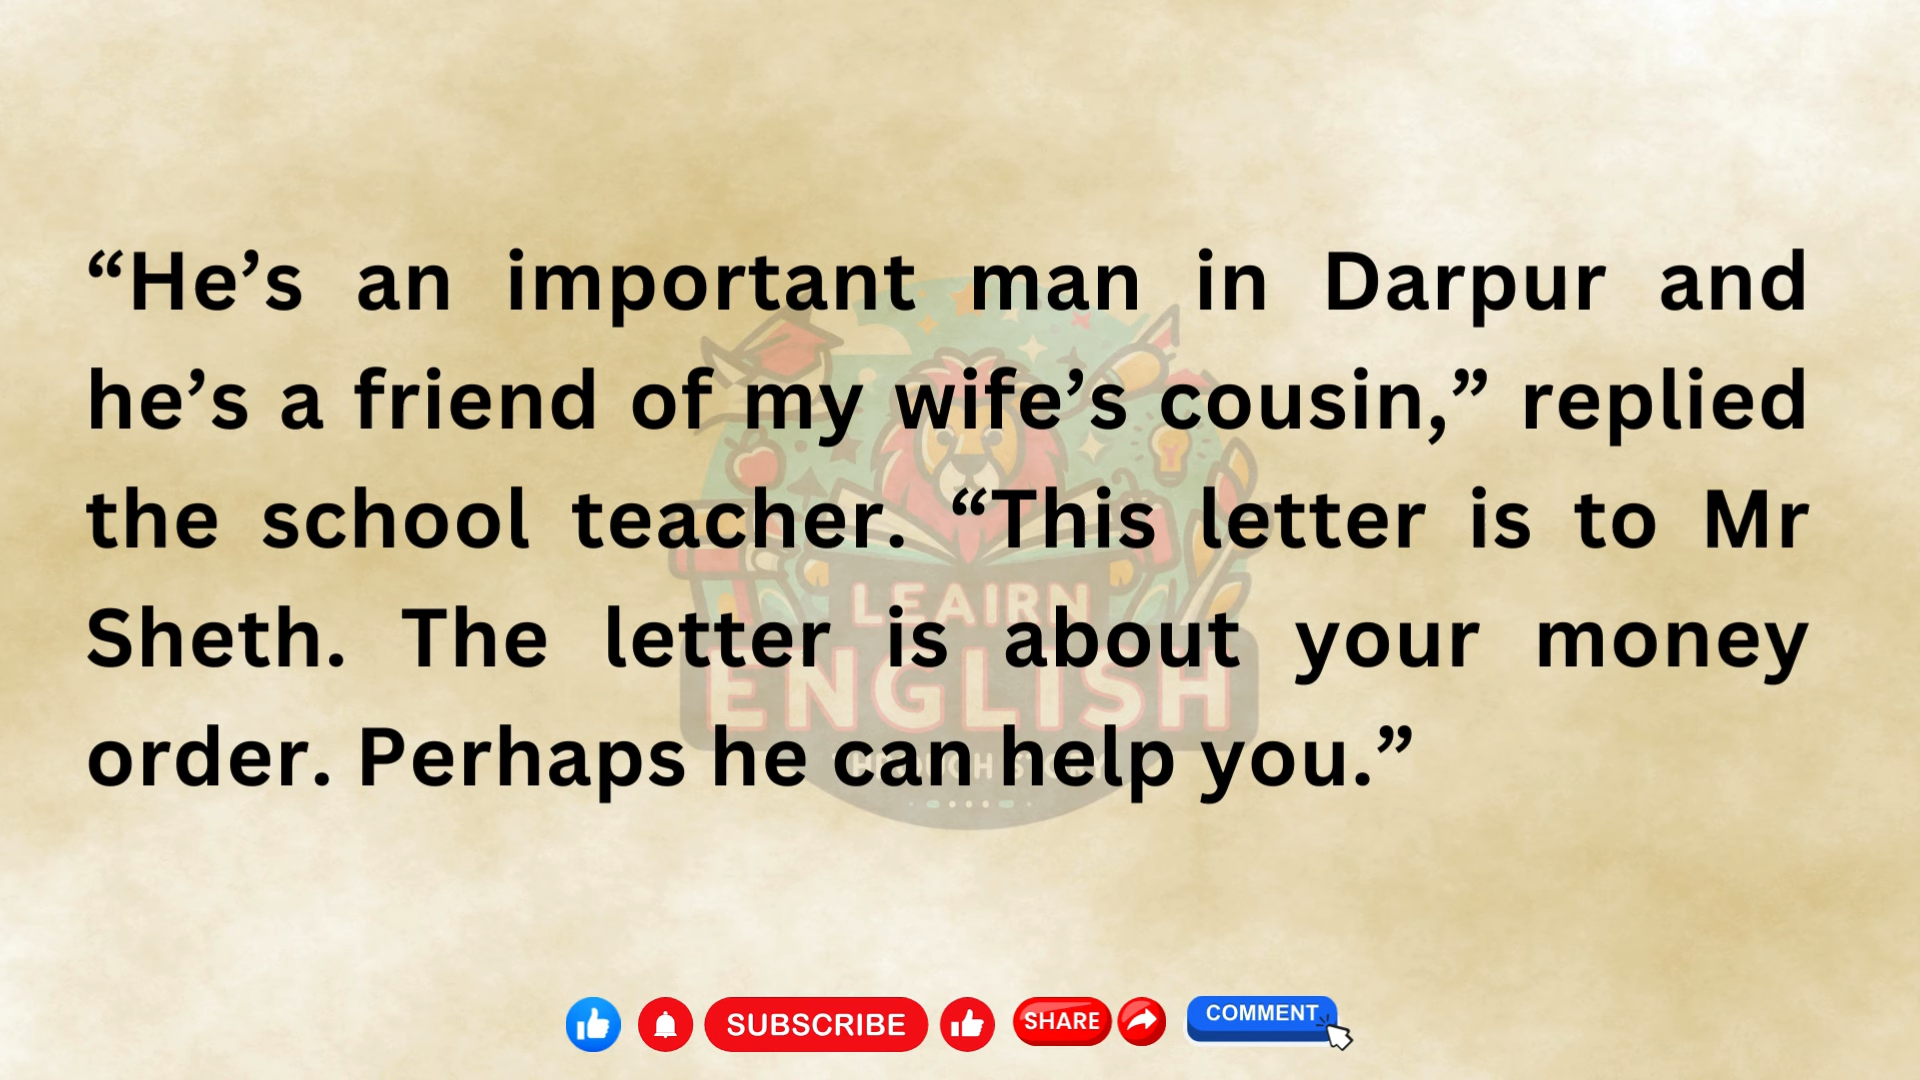 “He’s an important man in Darpur and
he’s a friend of my wife’s cousin,” replied
the school teacher. “This letter is to Mr
Sheth. The letter is about your money
order. Perhaps he can help you.”
LEAIRN
ENGLISH
THROUGH STORY
SUBSCRIBE
SHARE
COMMENT